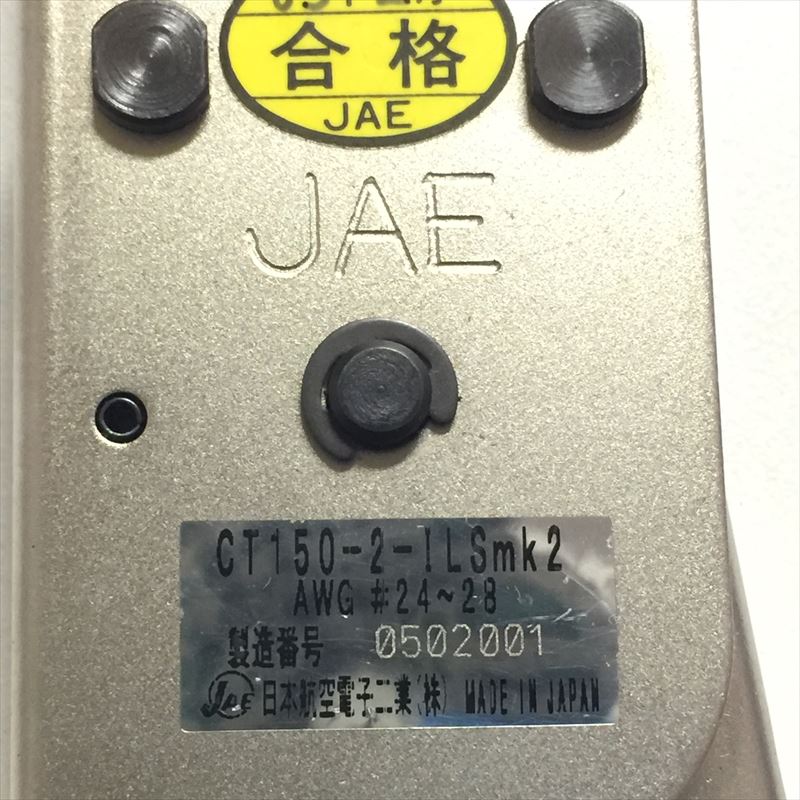 合格
JAE
JAE
CT150-2-ILSmk2
AWG #24~28
製造番号 0502001
JAE 日本航空電子工業(株) MADE IN JAPAN